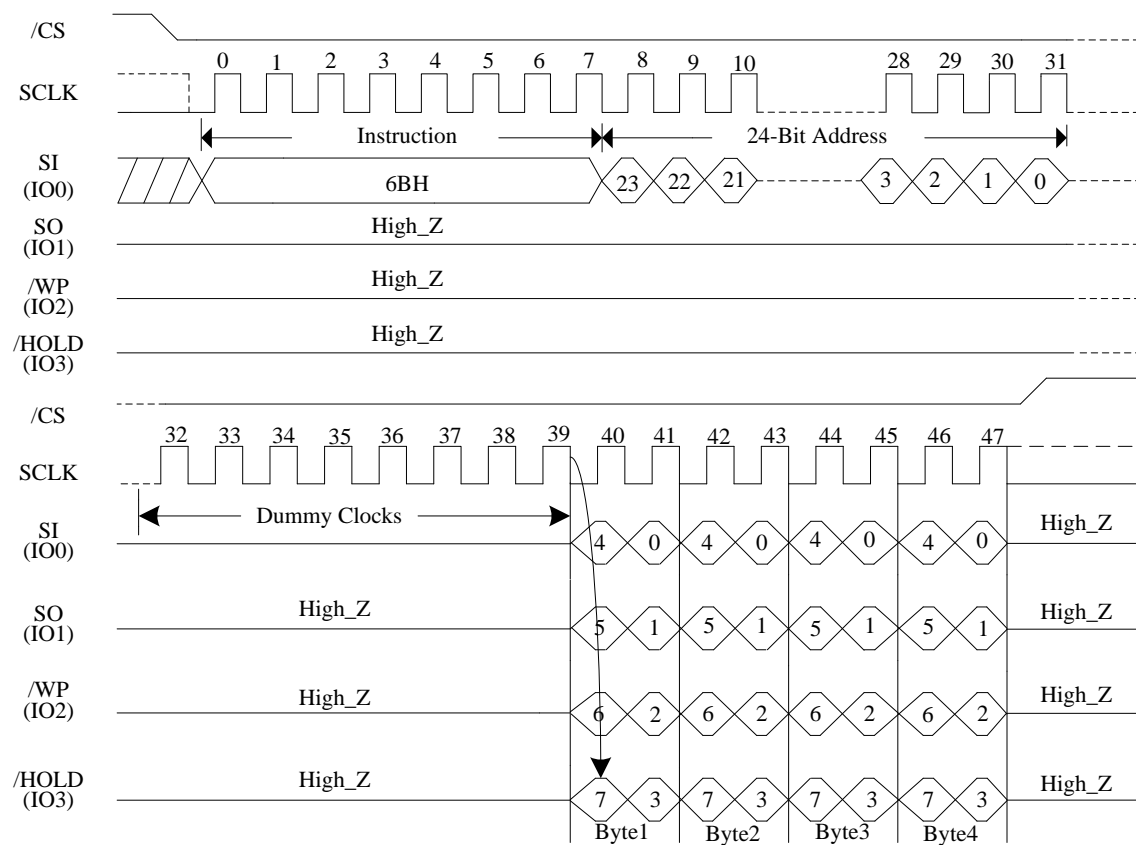 /CS
0 1 2 3 4 5 6 7 8 9 10 28 29 30 31
SCLK
Instruction 24-Bit Address
SI
(IO0)
6BH 23 22 21 3 2 1 0
SO
(IO1)
High_Z
/WP
(IO2)
High_Z
/HOLD
(IO3)
High_Z
/CS
32 33 34 35 36 37 38 39 40 41 42 43 44 45 46 47
SCLK
Dummy Clocks
SI
(IO0)
4 0 4 0 4 0 4 0 High_Z
SO
(IO1)
High_Z 5 1 5 1 5 1 5 1 High_Z
/WP
(IO2)
High_Z 6 2 6 2 6 2 6 2 High_Z
/HOLD
(IO3)
High_Z 7 3 7 3 7 3 7 3 High_Z
Byte1 Byte2 Byte3 Byte4